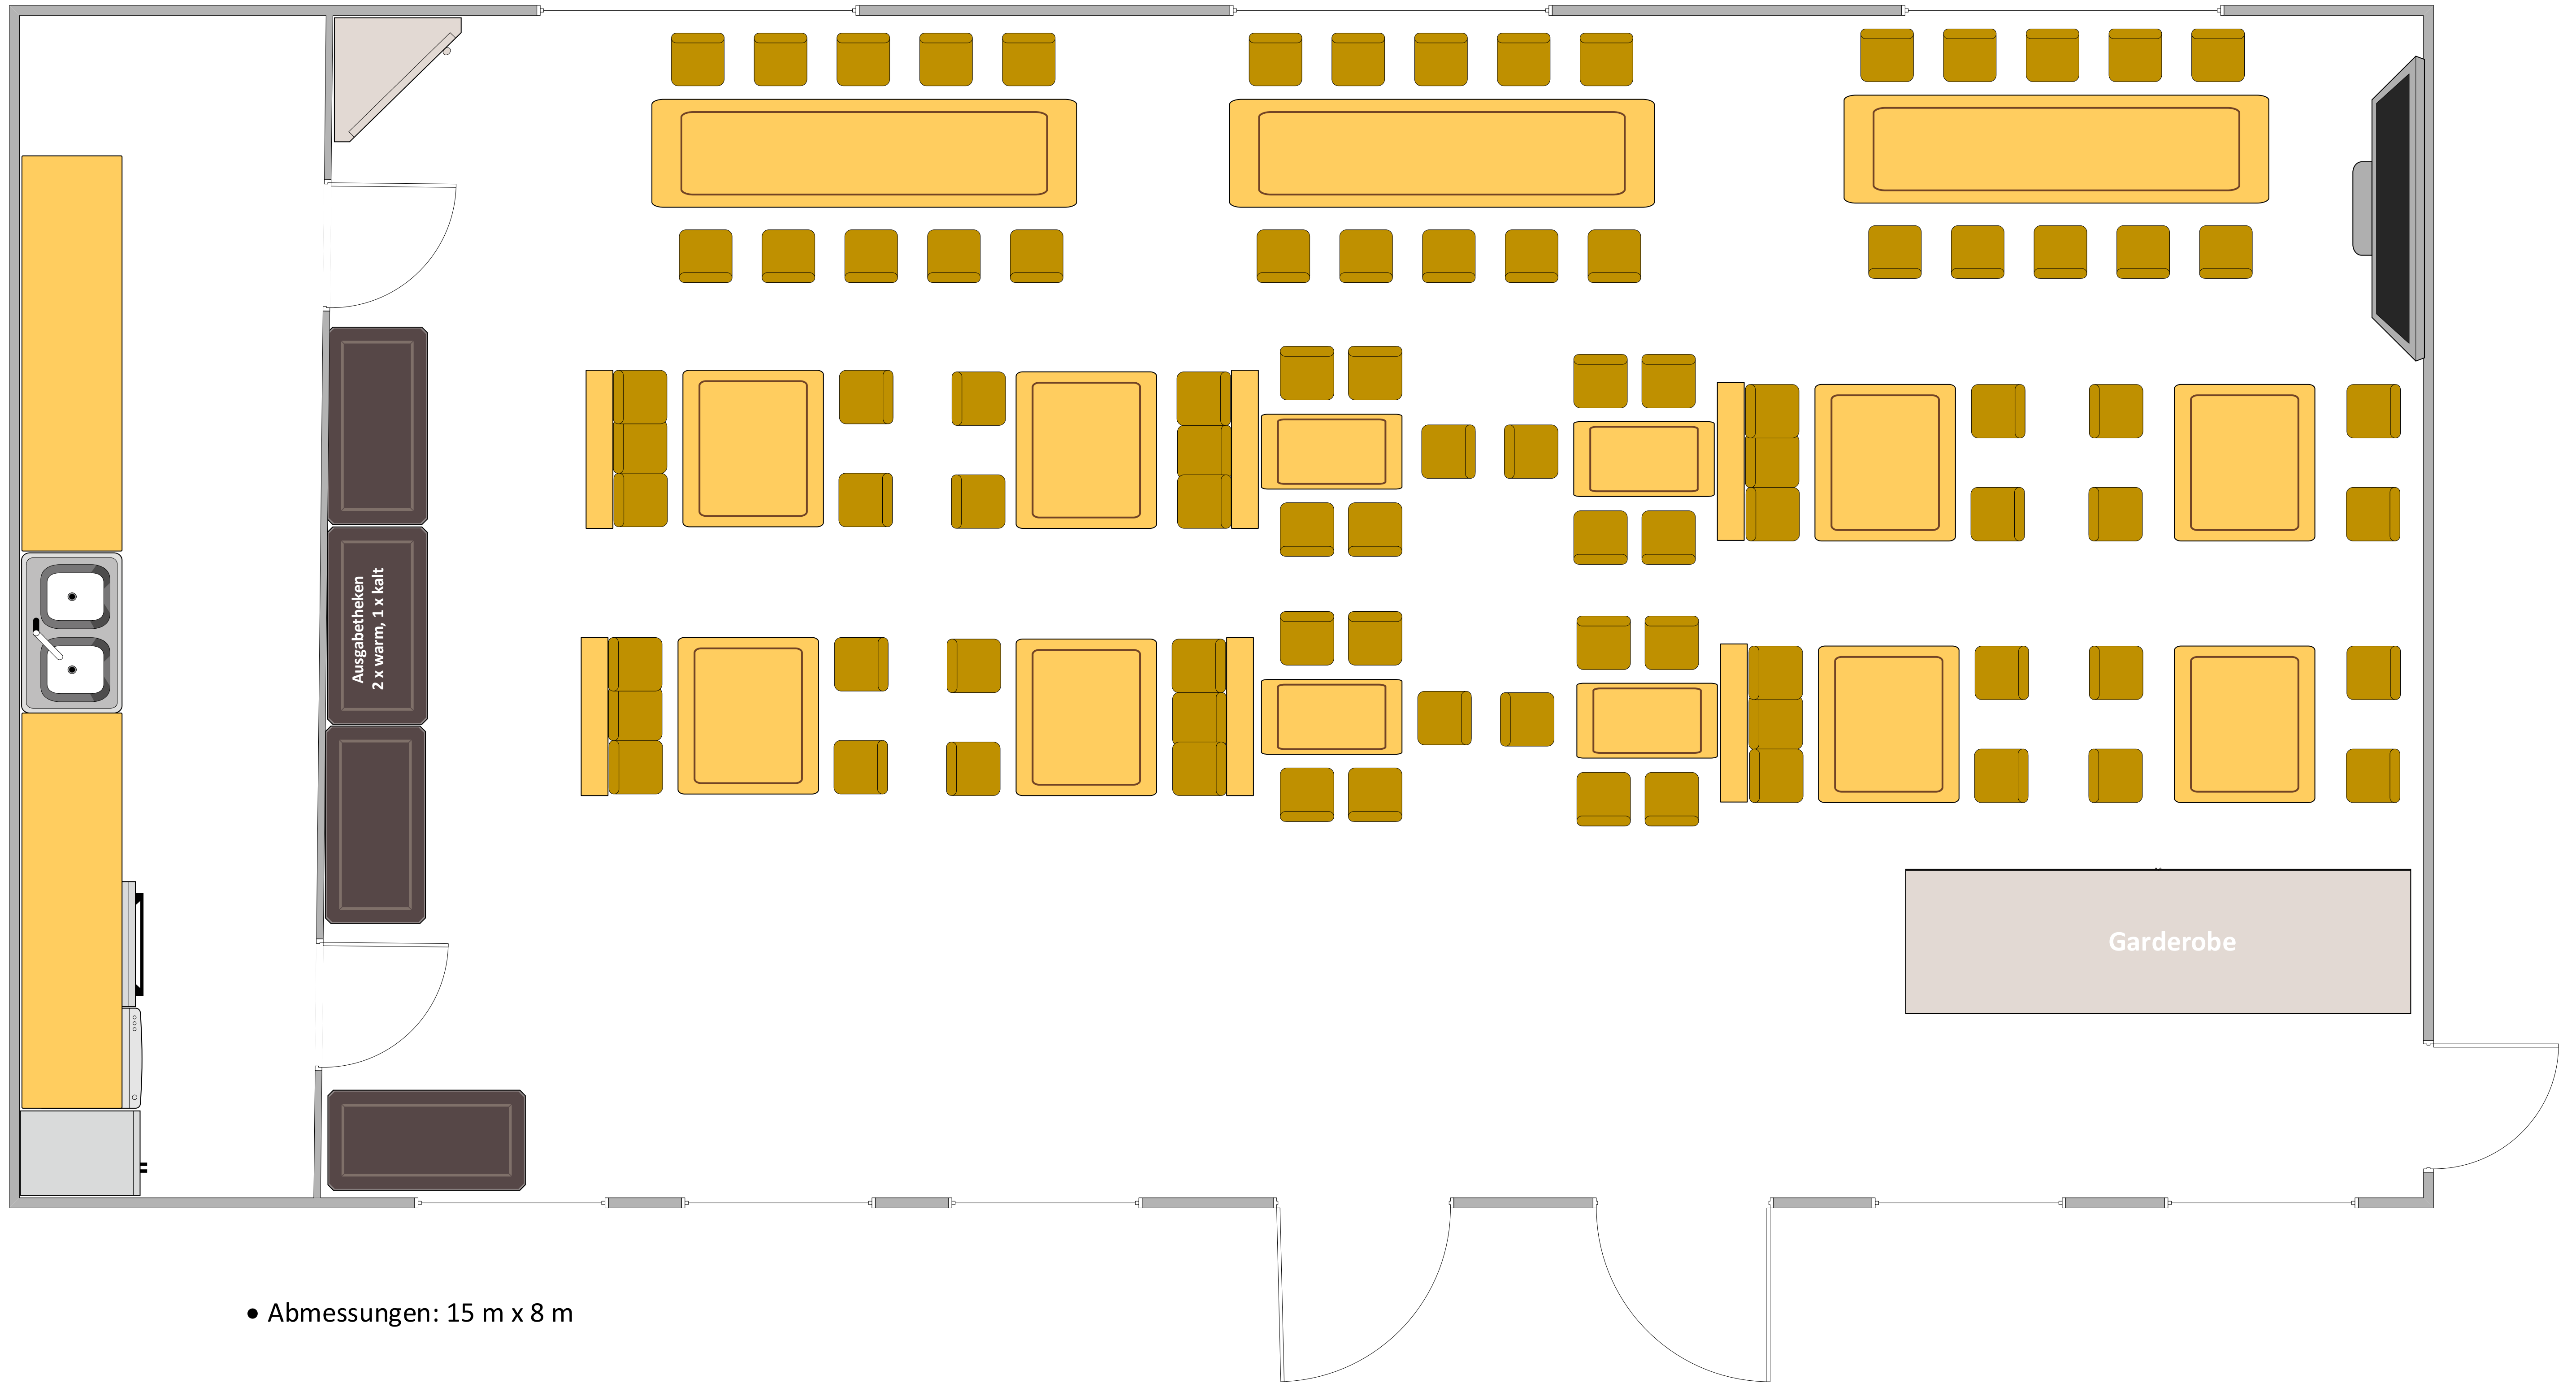 Ausgabetheken
2 x warm, 1 x kalt
Garderobe
• Abmessungen: 15 m x 8 m